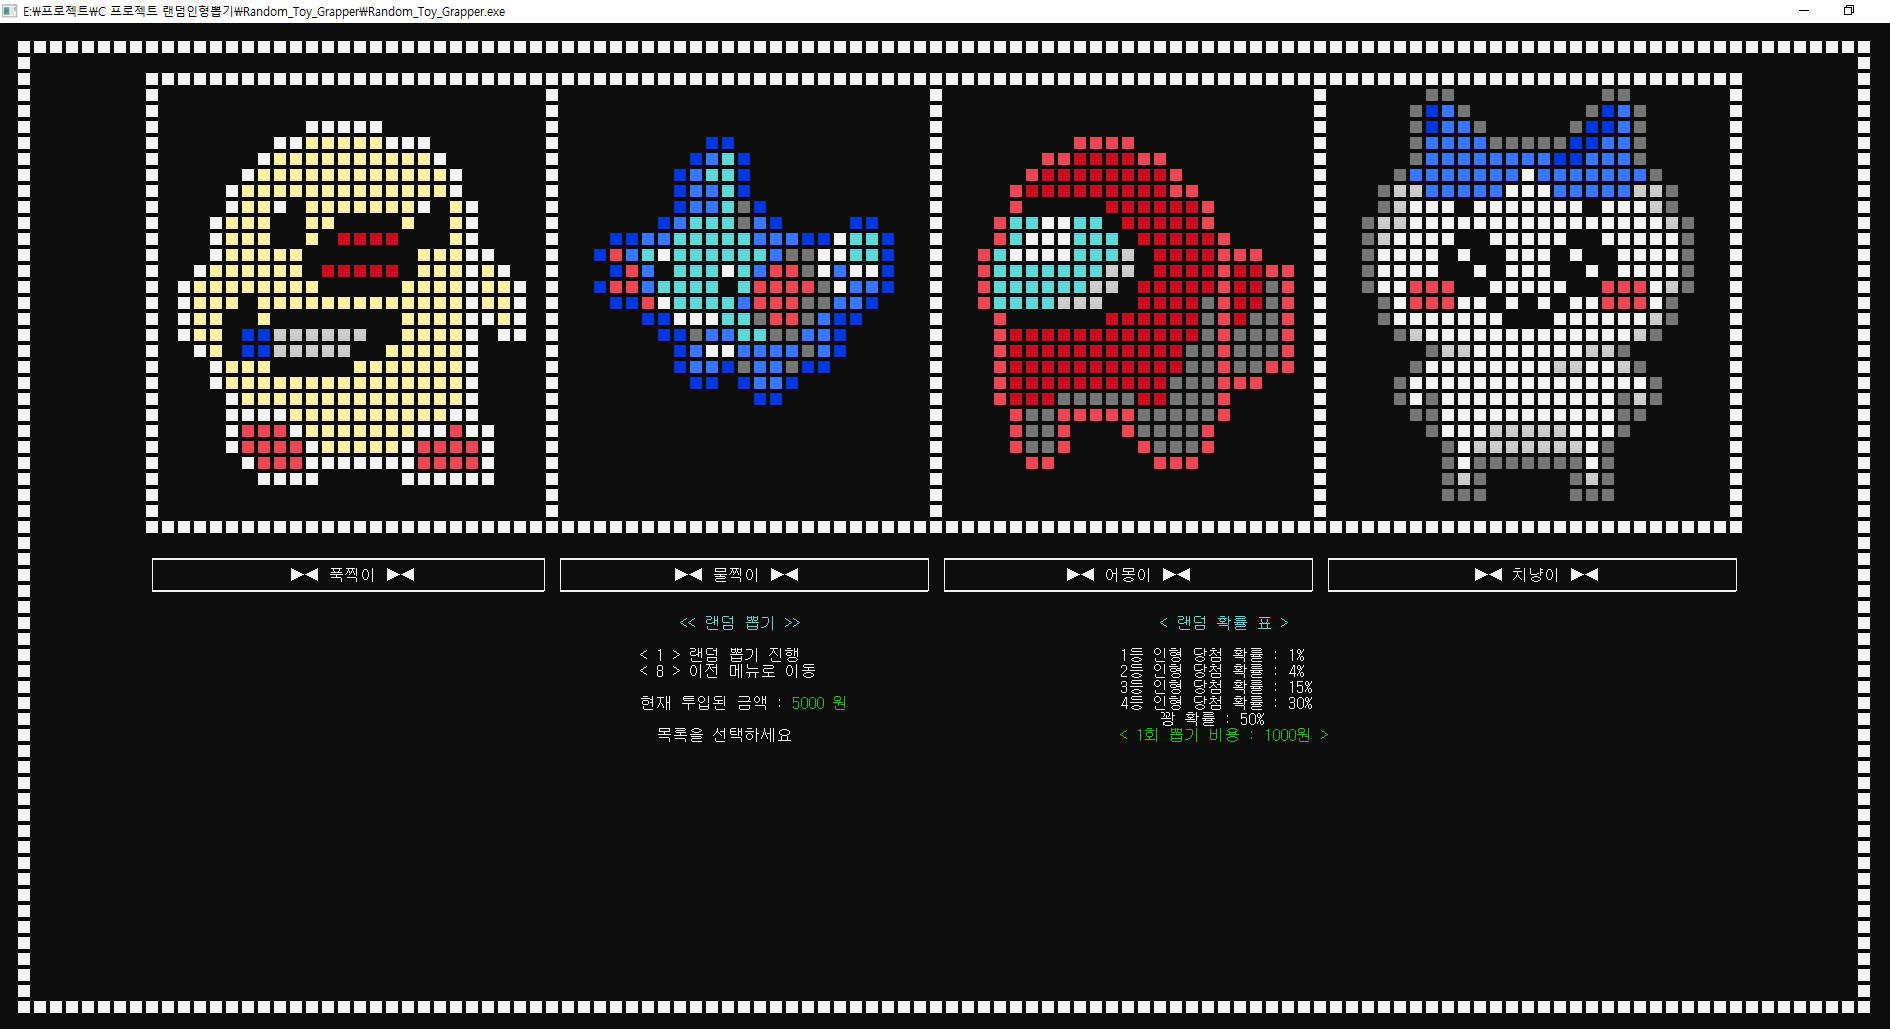 E:\프로젝트\C 프로젝트 랜덤인형뽑기\Random_Toy_Grapper\Random_Toy_Grapper.exe
▶◀ 푹찍이 ▶◀
▶◀ 물찍이 ▶◀
▶◀ 어몽이 ▶◀
▶◀ 치냥이 ▶◀
<< 랜덤 뽑기 >>
< 1 > 랜덤 뽑기 진행
< 8 > 이전 메뉴로 이동
현재 투입된 금액 : 5000 원
목록을 선택하세요
< 랜덤 확률 표 >
1등 인형 당첨 확률 : 1%
2등 인형 당첨 확률 : 4%
3등 인형 당첨 확률 : 15%
4등 인형 당첨 확률 : 30%
꽝 확률 : 50%
< 1회 뽑기 비용 : 1000원 >